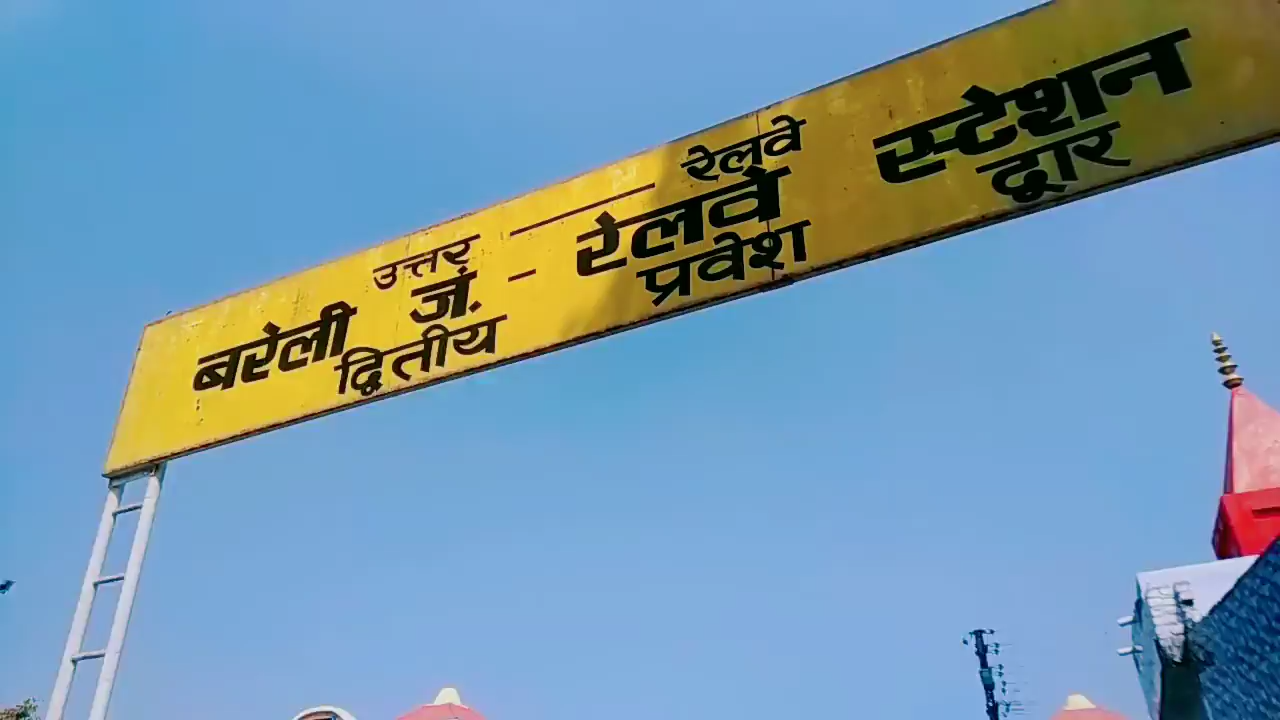 उत्तर — रेलवे
बरेली जं. - रेलवे स्टेशन
द्वितीय प्रवेश द्वार